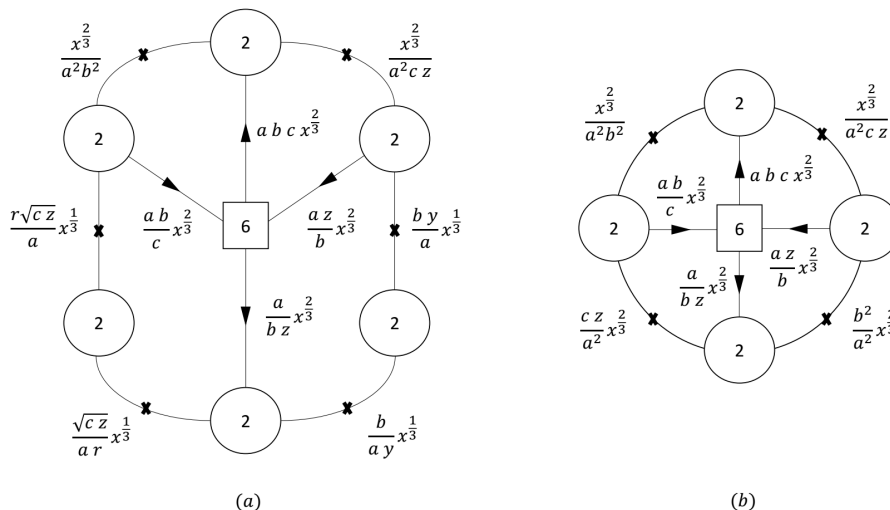 2
x^{2/3}/(a^2 b^2)
x^{2/3}/(a^2 c z)
2
a b c x^{2/3}
2
6
r√(c z)/a x^{1/3}
a b/c x^{2/3}
a z/b x^{2/3}
b y/a x^{1/3}
2
a/(b z) x^{2/3}
2
2
√(c z)/(a r) x^{1/3}
b/(a y) x^{1/3}
(a)
2
x^{2/3}/(a^2 b^2)
x^{2/3}/(a^2 c z)
a b c x^{2/3}
a b/c x^{2/3}
2
6
2
a z/b x^{2/3}
a/(b z) x^{2/3}
c z/a^2 x^{2/3}
b^2/a^2 x^2
2
(b)